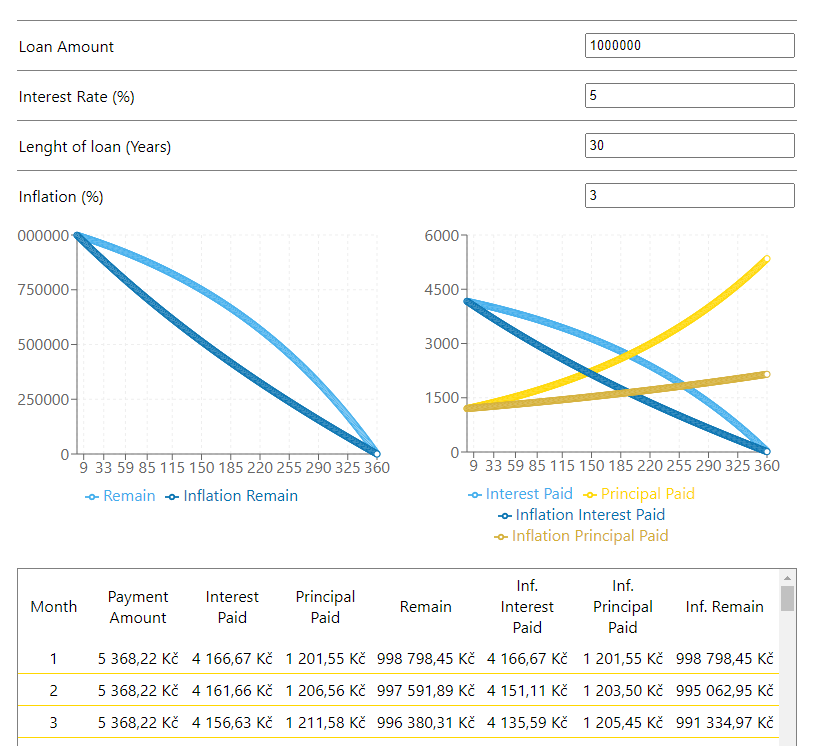 Loan Amount 1000000
Interest Rate (%) 5
Lenght of loan (Years) 30
Inflation (%) 3
000000
750000
500000
250000
0
9 33 59 85 115 150 185 220 255 290 325 360
Remain Inflation Remain
6000
4500
3000
1500
0
9 33 59 85 115 150 185 220 255 290 325 360
Interest Paid Principal Paid
Inflation Interest Paid
Inflation Principal Paid
Month Payment Amount Interest Paid Principal Paid Remain Inf. Interest Paid Inf. Principal Paid Inf. Remain
1 5 368,22 Kč 4 166,67 Kč 1 201,55 Kč 998 798,45 Kč 4 166,67 Kč 1 201,55 Kč 998 798,45 Kč
2 5 368,22 Kč 4 161,66 Kč 1 206,56 Kč 997 591,89 Kč 4 151,11 Kč 1 203,50 Kč 995 062,95 Kč
3 5 368,22 Kč 4 156,63 Kč 1 211,58 Kč 996 380,31 Kč 4 135,59 Kč 1 205,45 Kč 991 334,97 Kč